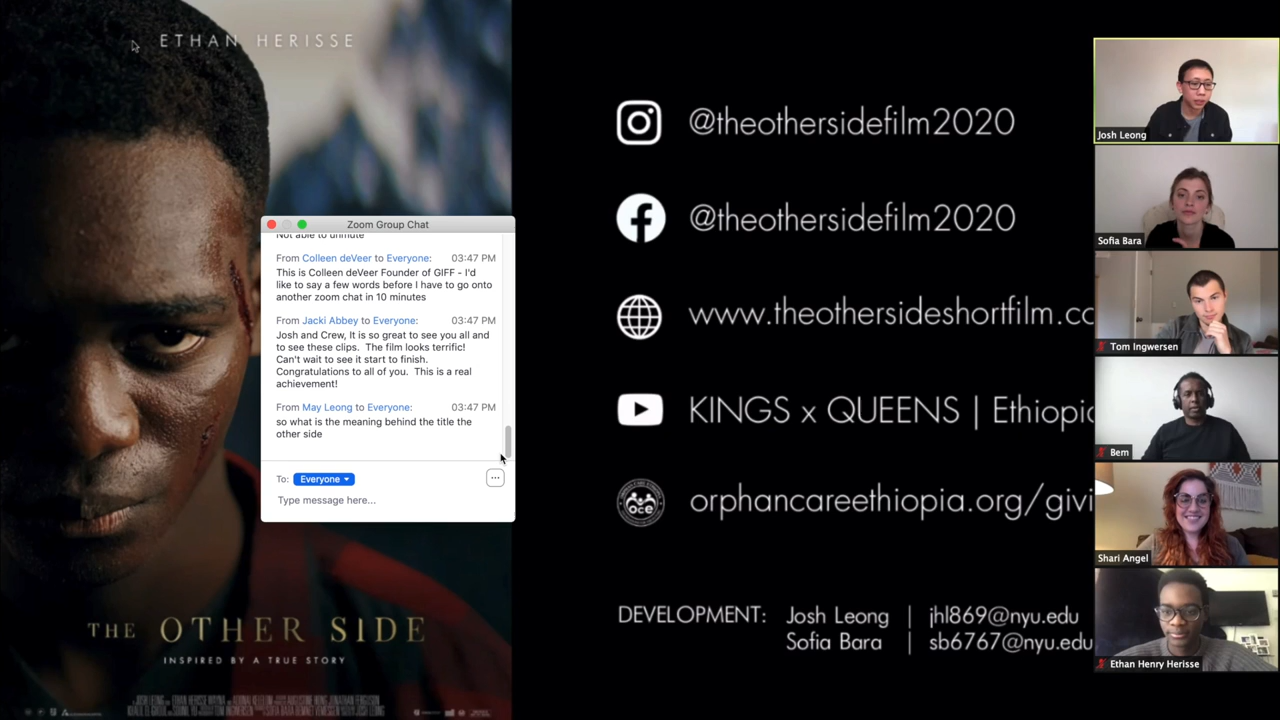 ETHAN HERISSE
Zoom Group Chat
Not able to unmute
From Colleen deVeer to Everyone: 03:47 PM
This is Colleen deVeer Founder of GIFF - I'd
like to say a few words before I have to go onto
another zoom chat in 10 minutes
From Jacki Abbey to Everyone: 03:47 PM
Josh and Crew, It is so great to see you all and
to see these clips. The film looks terrific!
Can't wait to see it start to finish.
Congratulations to all of you. This is a real
achievement!
From May Leong to Everyone: 03:47 PM
so what is the meaning behind the title the
other side
To: Everyone
Type message here...
THE OTHER SIDE
INSPIRED BY A TRUE STORY
@theothersidefilm2020
@theothersidefilm2020
www.theothersideshortfilm.co
KINGS x QUEENS | Ethiopia
oce
orphancareethiopia.org/givi
DEVELOPMENT: Josh Leong | jhl869@nyu.edu
Sofia Bara | sb6767@nyu.edu
Josh Leong
Sofia Bara
Tom Ingwersen
Bem
Shari Angel
Ethan Henry Herisse